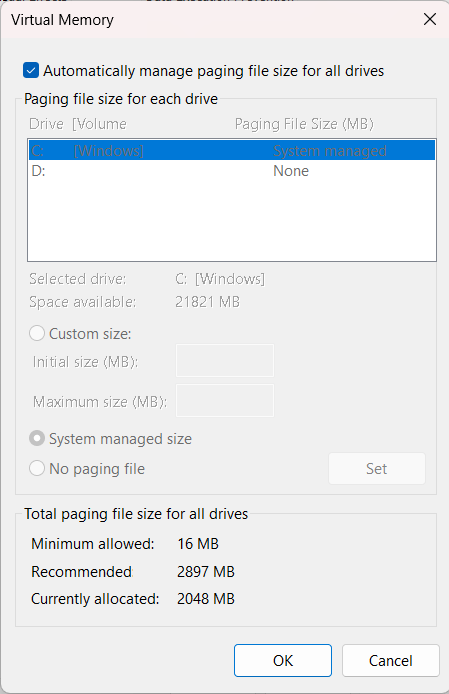 Virtual Memory
Automatically manage paging file size for all drives
Paging file size for each drive
Drive [Volume Paging File Size (MB)
C: [Windows] System managed
D: None
Selected drive: C: [Windows]
Space available: 21821 MB
Custom size:
Initial size (MB):
Maximum size (MB):
System managed size
No paging file Set
Total paging file size for all drives
Minimum allowed: 16 MB
Recommended: 2897 MB
Currently allocated: 2048 MB
OK Cancel